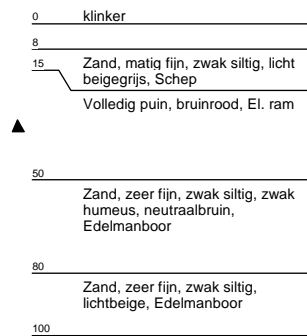 0 klinker
8
Zand, matig fijn, zwak siltig, licht
15 beigegrijs, Schep
Volledig puin, bruinrood, El. ram
50
Zand, zeer fijn, zwak siltig, zwak
humeus, neutraalbruin,
Edelmanboor
80
Zand, zeer fijn, zwak siltig,
lichtbeige, Edelmanboor
100